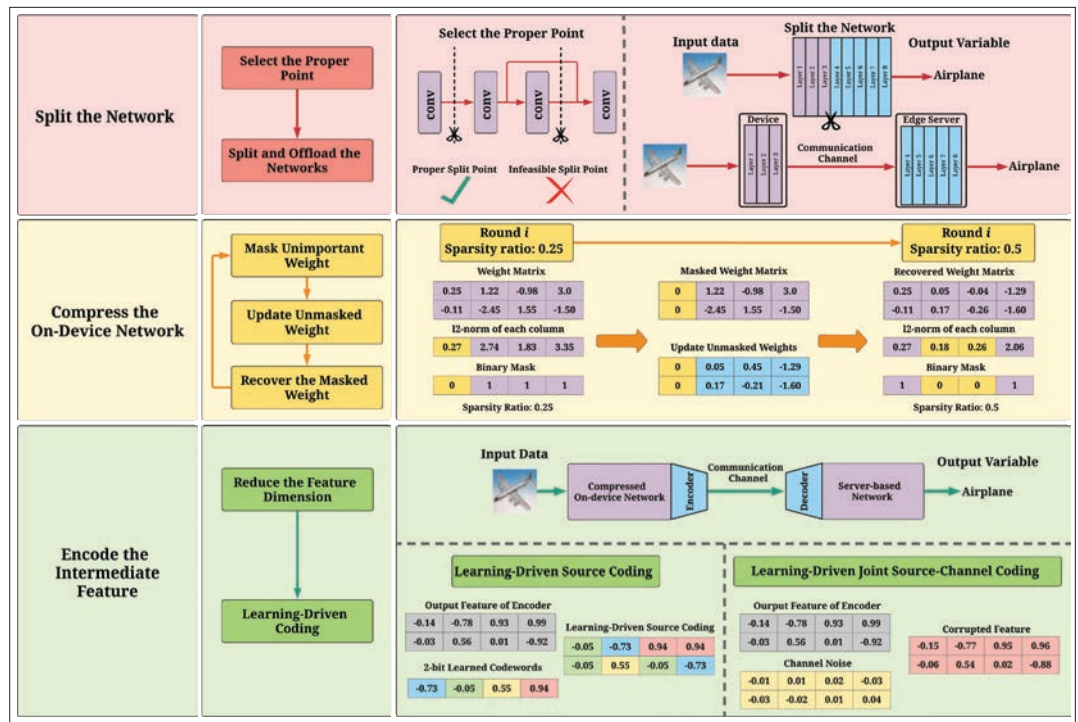 Split the Network
Select the Proper
Point
Split and Offload the
Networks
Select the Proper Point
conv
conv
conv
conv
Proper Split Point
Infeasible Split Point
Split the Network
Input data
Output Variable
Layer 1
Layer 2
Layer 3
Layer 4
Layer 5
Layer 6
Layer 7
Layer 8
Airplane
Device
Layer 1
Layer 2
Layer 3
Communication
Channel
Edge Server
Layer 4
Layer 5
Layer 6
Layer 7
Layer 8
Airplane
Compress the
On-Device Network
Mask Unimportant
Weight
Update Unmasked
Weight
Recover the Masked
Weight
Round i
Sparsity ratio: 0.25
Weight Matrix
0.25 1.22 -0.98 3.0
-0.11 -2.45 1.55 -1.50
l2-norm of each column
0.27 2.74 1.83 3.35
Binary Mask
0 1 1 1
Sparsity Ratio: 0.25
Masked Weight Matrix
0 1.22 -0.98 3.0
0 -2.45 1.55 -1.50
Update Unmasked Weights
0 0.05 0.45 -1.29
0 0.17 -0.21 -1.60
Round i
Sparsity ratio: 0.5
Recovered Weight Matrix
0.25 0.05 -0.04 -1.29
-0.11 0.17 -0.26 -1.60
l2-norm of each column
0.27 0.18 0.26 2.06
Binary Mask
1 0 0 1
Sparsity Ratio: 0.5
Encode the
Intermediate
Feature
Reduce the Feature
Dimension
Learning-Driven
Coding
Input Data
Compressed
On-device Network
Encoder
Communication
Channel
Decoder
Server-based
Network
Output Variable
Airplane
Learning-Driven Source Coding
Output Feature of Encoder
-0.14 -0.78 0.93 0.99
-0.03 0.56 0.01 -0.92
2-bit Learned Codewords
-0.73 -0.05 0.55 0.94
Learning-Driven Source Coding
-0.05 -0.73 0.94 0.94
-0.05 0.55 -0.05 -0.73
Learning-Driven Joint Source-Channel Coding
Ourput Feature of Encoder
-0.14 -0.78 0.93 0.99
-0.03 0.56 0.01 -0.92
Channel Noise
-0.01 0.01 0.02 -0.03
-0.03 -0.02 0.01 0.04
Corrupted Feature
-0.15 -0.77 0.95 0.96
-0.06 0.54 0.02 -0.88